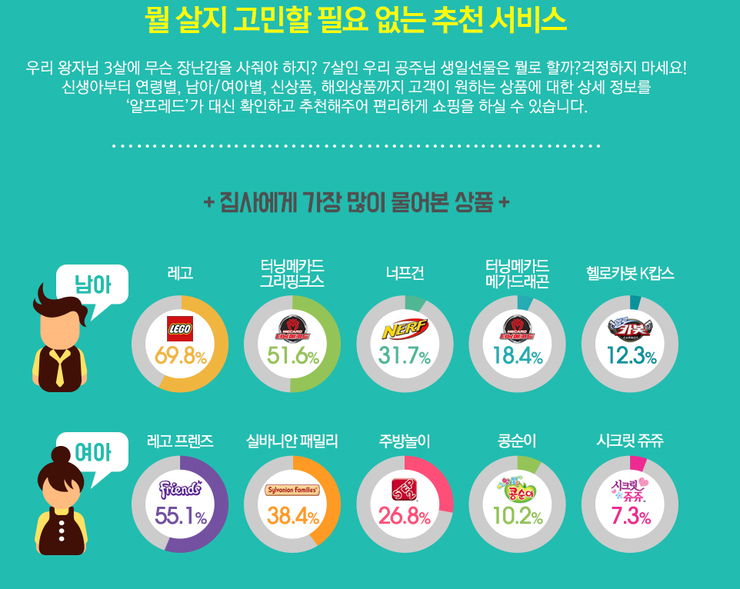 뭘 살지 고민할 필요 없는 추천 서비스
우리 왕자님 3살에 무슨 장난감을 사줘야 하지? 7살인 우리 공주님 생일선물은 뭘로 할까?걱정하지 마세요!
신생아부터 연령별, 남아/여아별, 신상품, 해외상품까지 고객이 원하는 상품에 대한 상세 정보를
‘알프레드’가 대신 확인하고 추천해주어 편리하게 쇼핑을 하실 수 있습니다.
+ 집사에게 가장 많이 물어본 상품 +
남아
레고
LEGO
69.8%
터닝메카드
그리핑크스
51.6%
너프건
NERF
31.7%
터닝메카드
메가드래곤
18.4%
헬로카봇 K캅스
카봇
12.3%
여아
레고 프렌즈
Friends
55.1%
실바니안 패밀리
Sylvanian Families
38.4%
주방놀이
STEP2
26.8%
콩순이
콩순이
10.2%
시크릿 쥬쥬
시크릿
쥬쥬
7.3%